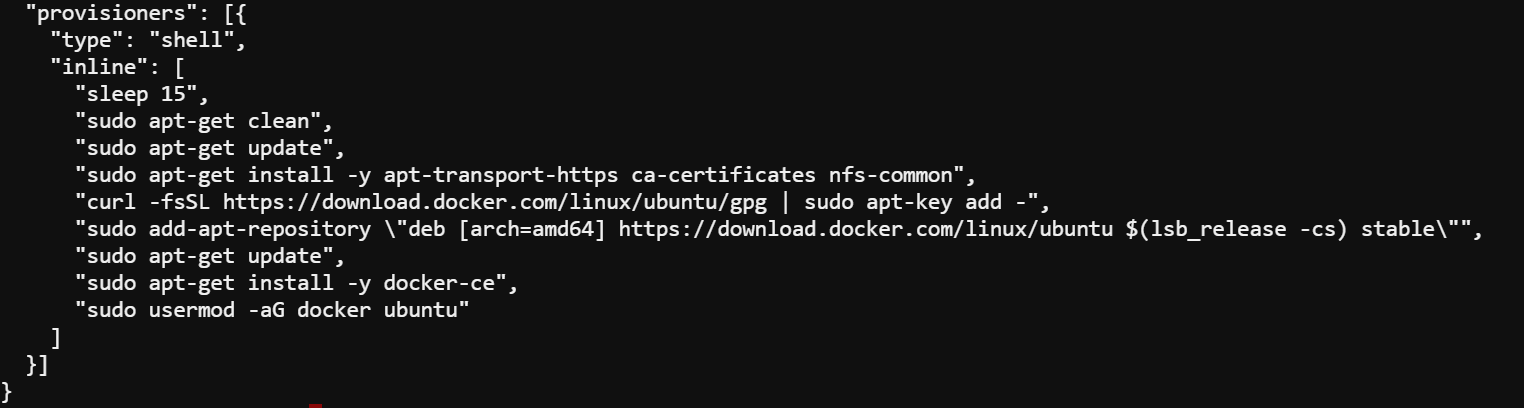 "provisioners": [{
"type": "shell",
"inline": [
"sleep 15",
"sudo apt-get clean",
"sudo apt-get update",
"sudo apt-get install -y apt-transport-https ca-certificates nfs-common",
"curl -fsSL https://download.docker.com/linux/ubuntu/gpg | sudo apt-key add -",
"sudo add-apt-repository \"deb [arch=amd64] https://download.docker.com/linux/ubuntu $(lsb_release -cs) stable\"",
"sudo apt-get update",
"sudo apt-get install -y docker-ce",
"sudo usermod -aG docker ubuntu"
]
}]
}